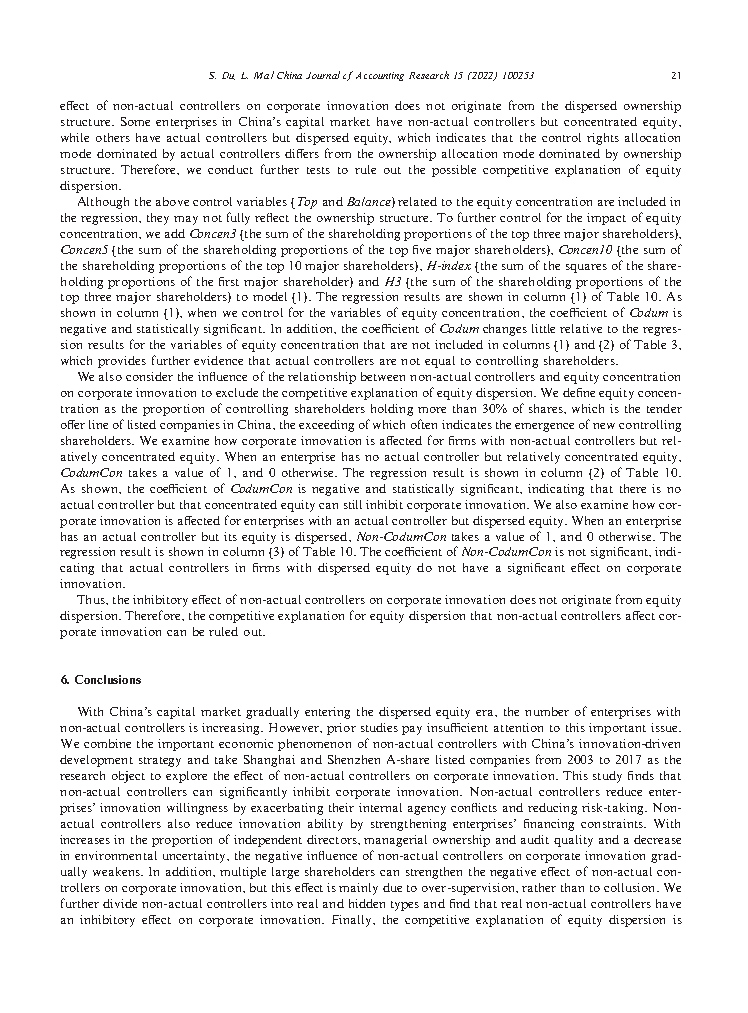 S. Du, L. Ma / China Journal of Accounting Research 15 (2022) 100253
21
effect of non-actual controllers on corporate innovation does not originate from the dispersed ownership
structure. Some enterprises in China's capital market have non-actual controllers but concentrated equity,
while others have actual controllers but dispersed equity, which indicates that the control rights allocation
mode dominated by actual controllers differs from the ownership allocation mode dominated by ownership
structure. Therefore, we conduct further tests to rule out the possible competitive explanation of equity
dispersion.
Although the above control variables (Top and Balance) related to the equity concentration are included in
the regression, they may not fully reflect the ownership structure. To further control for the impact of equity
concentration, we add Concen3 (the sum of the shareholding proportions of the top three major shareholders),
Concen5 (the sum of the shareholding proportions of the top five major shareholders), Concen10 (the sum of
the shareholding proportions of the top 10 major shareholders), H-index (the sum of the squares of the share-
holding proportions of the first major shareholder) and H3 (the sum of the shareholding proportions of the
top three major shareholders) to model (1). The regression results are shown in column (1) of Table 10. As
shown in column (1), when we control for the variables of equity concentration, the coefficient of Codum is
negative and statistically significant. In addition, the coefficient of Codum changes little relative to the regres-
sion results for the variables of equity concentration that are not included in columns (1) and (2) of Table 3,
which provides further evidence that actual controllers are not equal to controlling shareholders.
We also consider the influence of the relationship between non-actual controllers and equity concentration
on corporate innovation to exclude the competitive explanation of equity dispersion. We define equity concen-
tration as the proportion of controlling shareholders holding more than 30% of shares, which is the tender
offer line of listed companies in China, the exceeding of which often indicates the emergence of new controlling
shareholders. We examine how corporate innovation is affected for firms with non-actual controllers but rel-
atively concentrated equity. When an enterprise has no actual controller but relatively concentrated equity,
CodumCon takes a value of 1, and 0 otherwise. The regression result is shown in column (2) of Table 10.
As shown, the coefficient of CodumCon is negative and statistically significant, indicating that there is no
actual controller but that concentrated equity can still inhibit corporate innovation. We also examine how cor-
porate innovation is affected for enterprises with an actual controller but dispersed equity. When an enterprise
has an actual controller but its equity is dispersed, Non-CodumCon takes a value of 1, and 0 otherwise. The
regression result is shown in column (3) of Table 10. The coefficient of Non-CodumCon is not significant, indi-
cating that actual controllers in firms with dispersed equity do not have a significant effect on corporate
innovation.
Thus, the inhibitory effect of non-actual controllers on corporate innovation does not originate from equity
dispersion. Therefore, the competitive explanation for equity dispersion that non-actual controllers affect cor-
porate innovation can be ruled out.
6. Conclusions
With China's capital market gradually entering the dispersed equity era, the number of enterprises with
non-actual controllers is increasing. However, prior studies pay insufficient attention to this important issue.
We combine the important economic phenomenon of non-actual controllers with China's innovation-driven
development strategy and take Shanghai and Shenzhen A-share listed companies from 2003 to 2017 as the
research object to explore the effect of non-actual controllers on corporate innovation. This study finds that
non-actual controllers can significantly inhibit corporate innovation. Non-actual controllers reduce enter-
prises' innovation willingness by exacerbating their internal agency conflicts and reducing risk-taking. Non-
actual controllers also reduce innovation ability by strengthening enterprises' financing constraints. With
increases in the proportion of independent directors, managerial ownership and audit quality and a decrease
in environmental uncertainty, the negative influence of non-actual controllers on corporate innovation grad-
ually weakens. In addition, multiple large shareholders can strengthen the negative effect of non-actual con-
trollers on corporate innovation, but this effect is mainly due to over-supervision, rather than to collusion. We
further divide non-actual controllers into real and hidden types and find that real non-actual controllers have
an inhibitory effect on corporate innovation. Finally, the competitive explanation of equity dispersion is